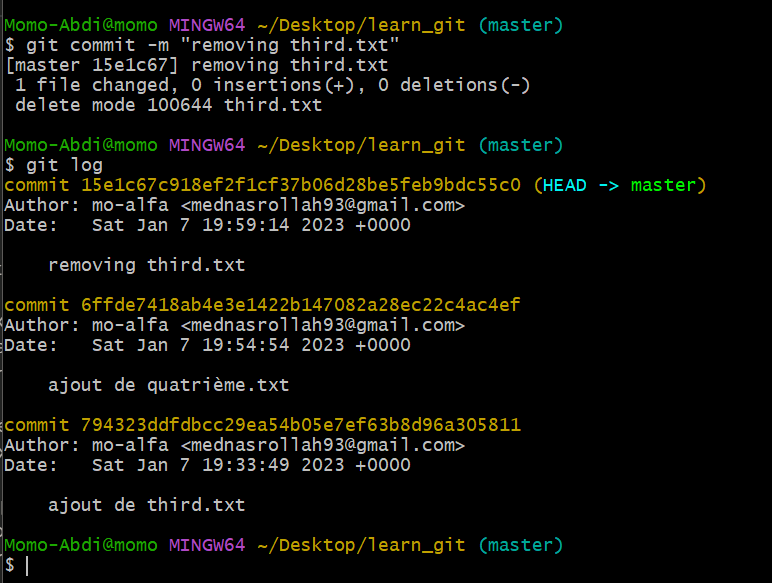 Momo-Abdi@momo MINGW64 ~/Desktop/learn_git (master)
$ git commit -m "removing third.txt"
[master 15e1c67] removing third.txt
 1 file changed, 0 insertions(+), 0 deletions(-)
 delete mode 100644 third.txt

Momo-Abdi@momo MINGW64 ~/Desktop/learn_git (master)
$ git log
commit 15e1c67c918ef2f1cf37b06d28be5feb9bdc55c0 (HEAD -> master)
Author: mo-alfa <mednasrollah93@gmail.com>
Date:   Sat Jan 7 19:59:14 2023 +0000

    removing third.txt

commit 6ffde7418ab4e3e1422b147082a28ec22c4ac4ef
Author: mo-alfa <mednasrollah93@gmail.com>
Date:   Sat Jan 7 19:54:54 2023 +0000

    ajout de quatrième.txt

commit 794323ddfdbcc29ea54b05e7ef63b8d96a305811
Author: mo-alfa <mednasrollah93@gmail.com>
Date:   Sat Jan 7 19:33:49 2023 +0000

    ajout de third.txt

Momo-Abdi@momo MINGW64 ~/Desktop/learn_git (master)
$